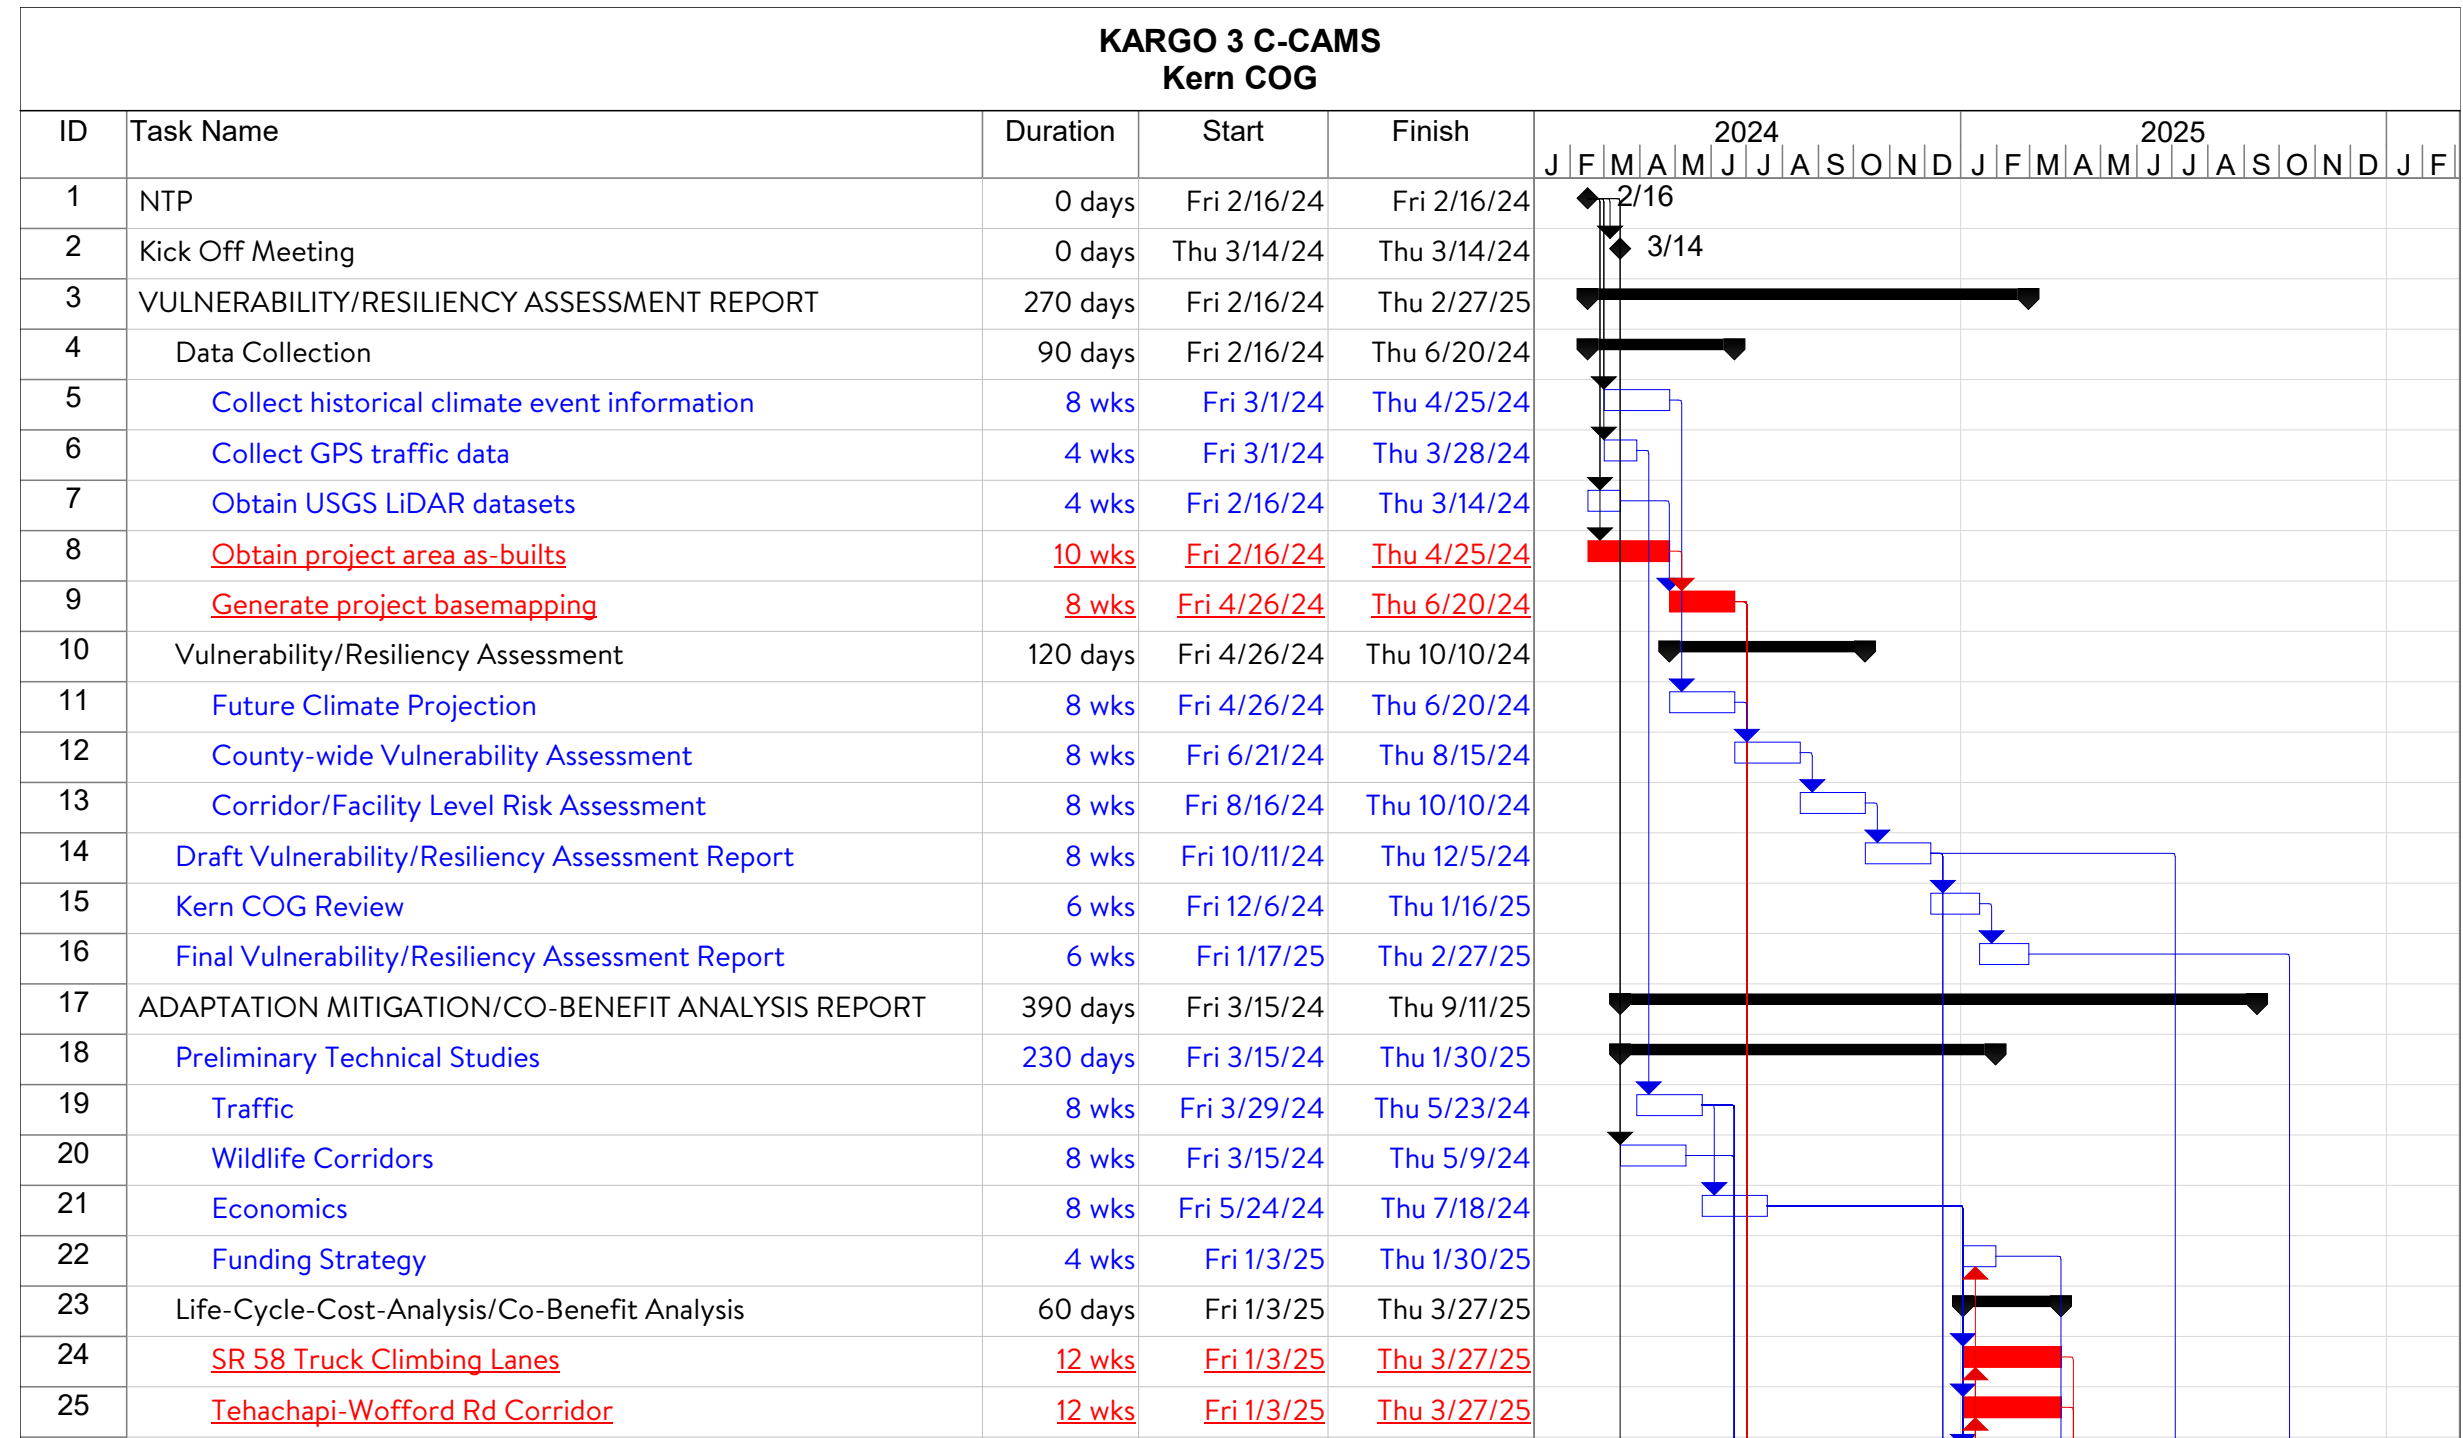 KARGO 3 C-CAMS
Kern COG
ID Task Name Duration Start Finish 2024 2025
J F M A M J J A S O N D J F M A M J J A S O N D J F
1 NTP 0 days Fri 2/16/24 Fri 2/16/24 2/16
2 Kick Off Meeting 0 days Thu 3/14/24 Thu 3/14/24 3/14
3 VULNERABILITY/RESILIENCY ASSESSMENT REPORT 270 days Fri 2/16/24 Thu 2/27/25
4 Data Collection 90 days Fri 2/16/24 Thu 6/20/24
5 Collect historical climate event information 8 wks Fri 3/1/24 Thu 4/25/24
6 Collect GPS traffic data 4 wks Fri 3/1/24 Thu 3/28/24
7 Obtain USGS LiDAR datasets 4 wks Fri 2/16/24 Thu 3/14/24
8 Obtain project area as-builts 10 wks Fri 2/16/24 Thu 4/25/24
9 Generate project basemapping 8 wks Fri 4/26/24 Thu 6/20/24
10 Vulnerability/Resiliency Assessment 120 days Fri 4/26/24 Thu 10/10/24
11 Future Climate Projection 8 wks Fri 4/26/24 Thu 6/20/24
12 County-wide Vulnerability Assessment 8 wks Fri 6/21/24 Thu 8/15/24
13 Corridor/Facility Level Risk Assessment 8 wks Fri 8/16/24 Thu 10/10/24
14 Draft Vulnerability/Resiliency Assessment Report 8 wks Fri 10/11/24 Thu 12/5/24
15 Kern COG Review 6 wks Fri 12/6/24 Thu 1/16/25
16 Final Vulnerability/Resiliency Assessment Report 6 wks Fri 1/17/25 Thu 2/27/25
17 ADAPTATION MITIGATION/CO-BENEFIT ANALYSIS REPORT 390 days Fri 3/15/24 Thu 9/11/25
18 Preliminary Technical Studies 230 days Fri 3/15/24 Thu 1/30/25
19 Traffic 8 wks Fri 3/29/24 Thu 5/23/24
20 Wildlife Corridors 8 wks Fri 3/15/24 Thu 5/9/24
21 Economics 8 wks Fri 5/24/24 Thu 7/18/24
22 Funding Strategy 4 wks Fri 1/3/25 Thu 1/30/25
23 Life-Cycle-Cost-Analysis/Co-Benefit Analysis 60 days Fri 1/3/25 Thu 3/27/25
24 SR 58 Truck Climbing Lanes 12 wks Fri 1/3/25 Thu 3/27/25
25 Tehachapi-Wofford Rd Corridor 12 wks Fri 1/3/25 Thu 3/27/25